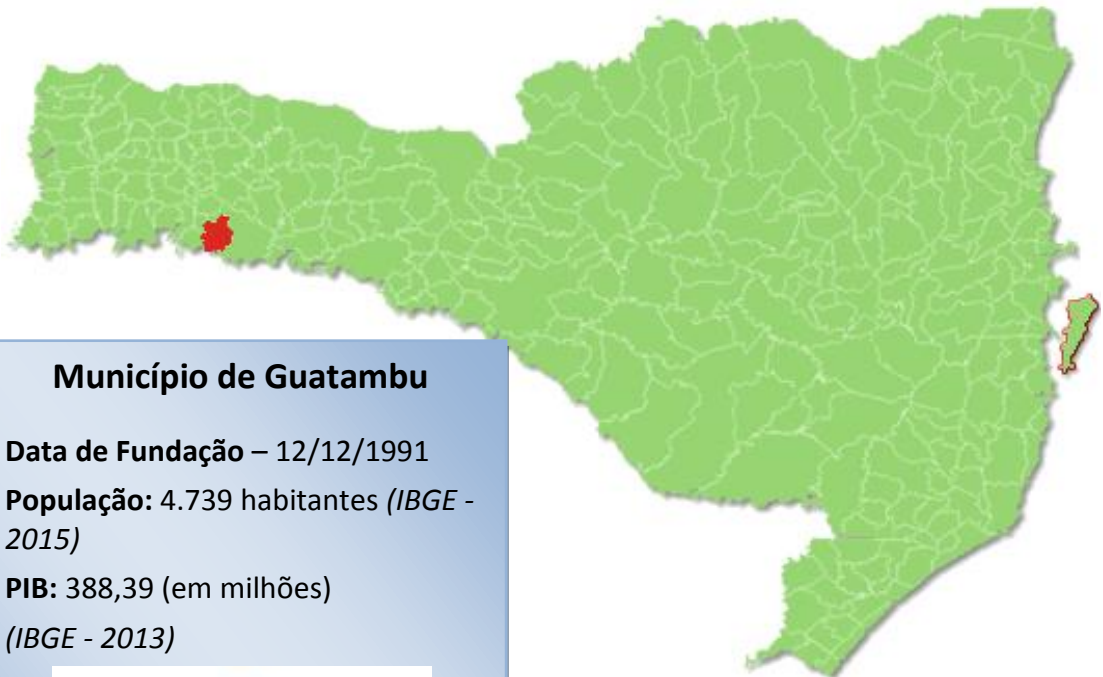 Município de Guatambu
Data de Fundação – 12/12/1991
População: 4.739 habitantes (IBGE -
2015)
PIB: 388,39 (em milhões)
(IBGE - 2013)